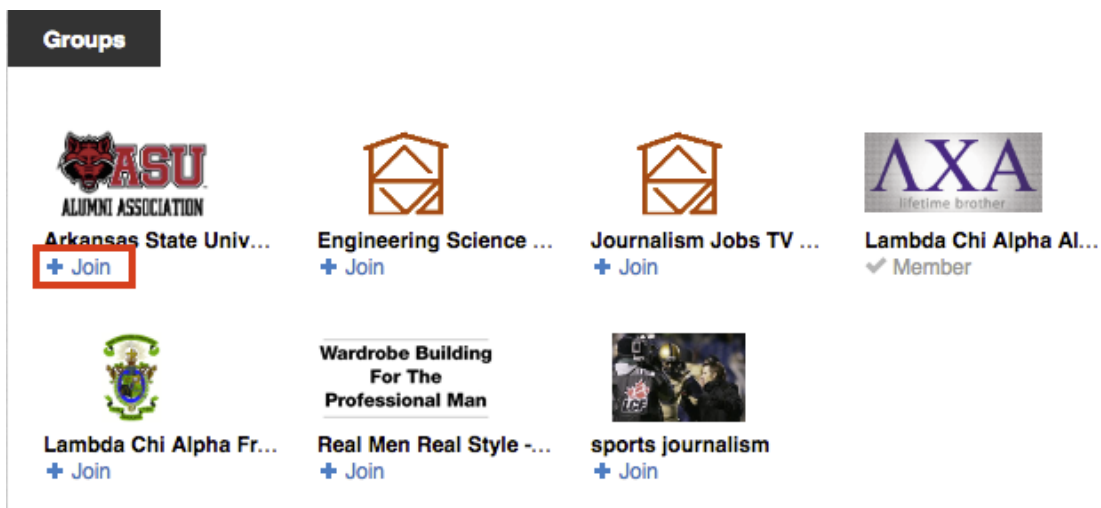 Groups
ASU
ALUMNI ASSOCIATION
Arkansas State Univ...
Join
Engineering Science ...
Join
Journalism Jobs TV ...
Join
ΛΧΑ
lifetime brother
Lambda Chi Alpha Al...
Member
Lambda Chi Alpha Fr...
Join
Wardrobe Building
For The
Professional Man
Real Men Real Style -...
Join
LCF
sports journalism
Join